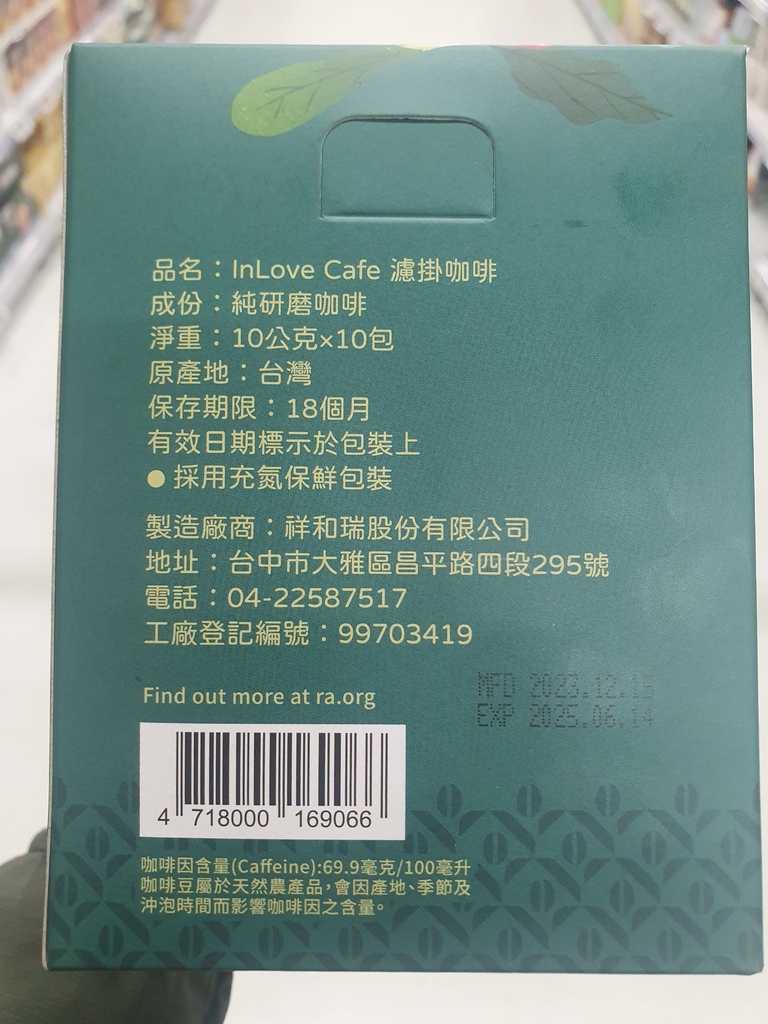 品名：InLove Cafe 濾掛咖啡
成份：純研磨咖啡
淨重：10公克×10包
原產地：台灣
保存期限：18個月
有效日期標示於包裝上
● 採用充氮保鮮包裝
製造廠商：祥和瑞股份有限公司
地址：台中市大雅區昌平路四段295號
電話：04-22587517
工廠登記編號：99703419
MFD 2023.12.15
EXP 2025.06.14
Find out more at ra.org
4 718000 169066
咖啡因含量(Caffeine):69.9毫克/100毫升
咖啡豆屬於天然農產品，會因產地、季節及
沖泡時間而影響咖啡因之含量。